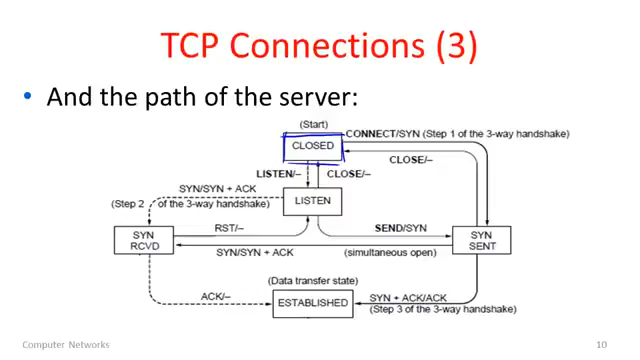 TCP Connections (3)
• And the path of the server:
(Start)
CLOSED
CONNECT/SYN (Step 1 of the 3-way handshake)
CLOSE/–
LISTEN/–
CLOSE/–
SYN/SYN + ACK
(Step 2 of the 3-way handshake)
LISTEN
RST/–
SEND/SYN
SYN
RCVD
SYN
SENT
SYN/SYN + ACK
(simultaneous open)
(Data transfer state)
ACK/–
ESTABLISHED
SYN + ACK/ACK
(Step 3 of the 3-way handshake)
Computer Networks
10